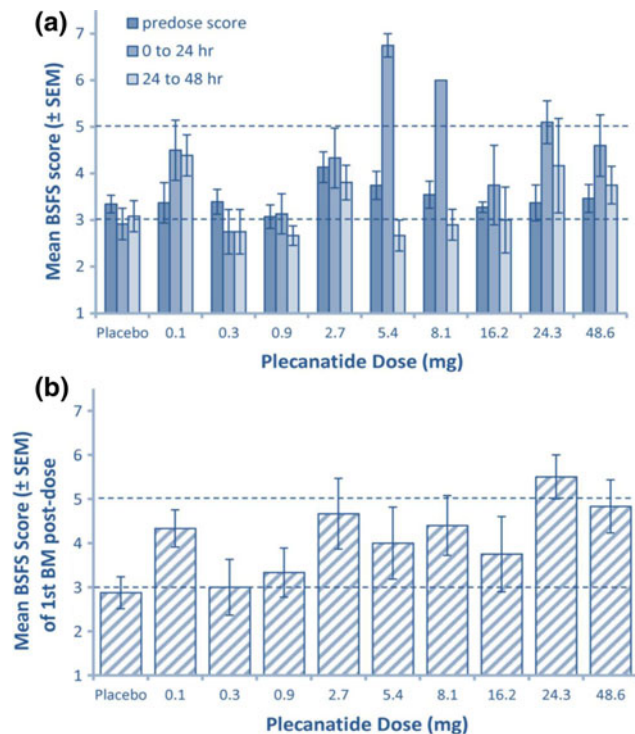 (a)
predose score
0 to 24 hr
24 to 48 hr
Mean BSFS score (± SEM)
7
6
5
4
3
2
1
Placebo 0.1 0.3 0.9 2.7 5.4 8.1 16.2 24.3 48.6
Plecanatide Dose (mg)
(b)
Mean BSFS Score (± SEM)
of 1st BM post-dose
7
6
5
4
3
2
1
Placebo 0.1 0.3 0.9 2.7 5.4 8.1 16.2 24.3 48.6
Plecanatide Dose (mg)